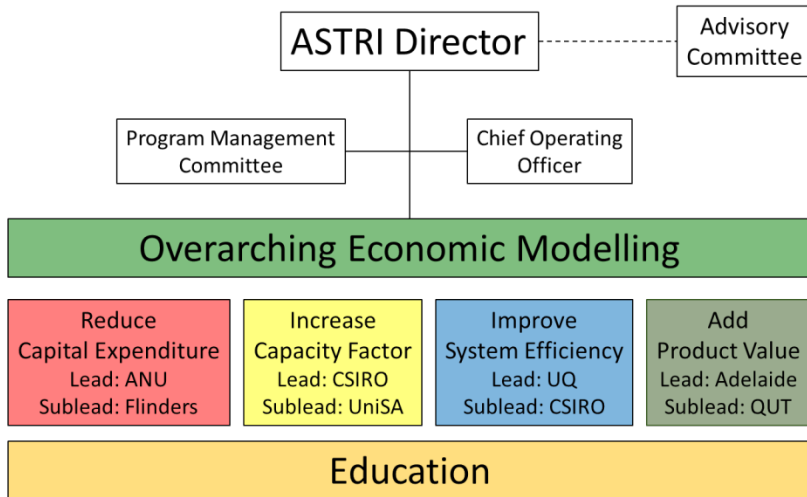 ASTRI Director
Advisory
Committee
Program Management
Committee
Chief Operating
Officer
Overarching Economic Modelling
Reduce
Capital Expenditure
Lead: ANU
Sublead: Flinders
Increase
Capacity Factor
Lead: CSIRO
Sublead: UniSA
Improve
System Efficiency
Lead: UQ
Sublead: CSIRO
Add
Product Value
Lead: Adelaide
Sublead: QUT
Education